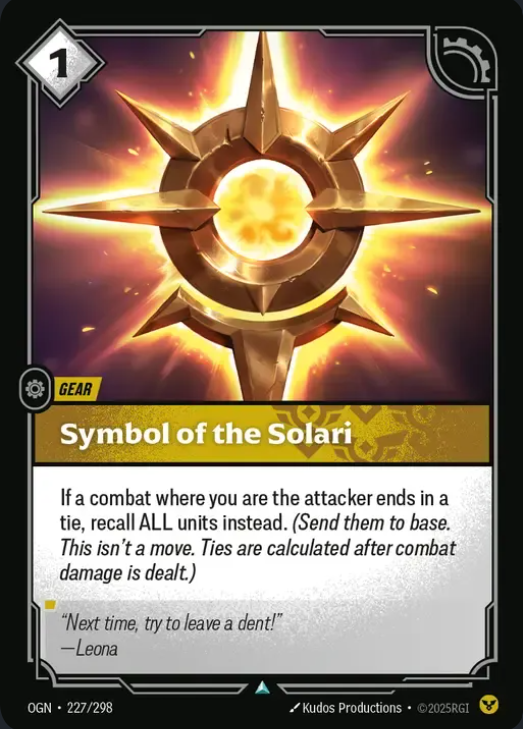 1
GEAR
Symbol of the Solari
If a combat where you are the attacker ends in a
tie, recall ALL units instead. (Send them to base.
This isn't a move. Ties are calculated after combat
damage is dealt.)
“Next time, try to leave a dent!”
—Leona
OGN • 227/298
Kudos Productions • ©2025RGI